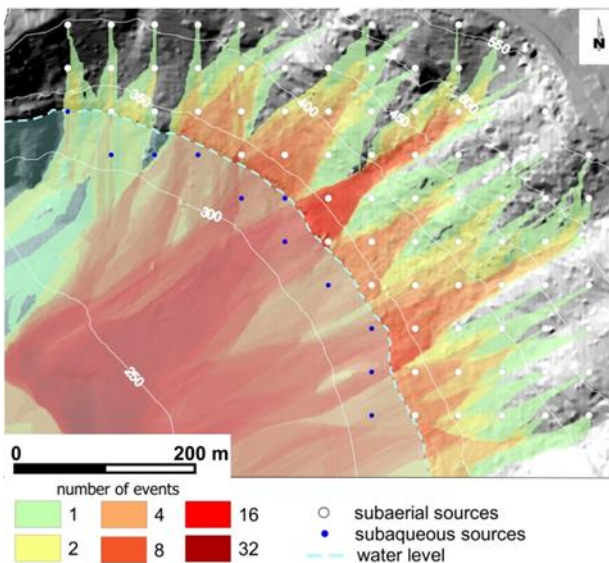 N
550
500
450
400
350
300
250
0 200 m
number of events
1 4 16
2 8 32
subaerial sources
subaqueous sources
water level